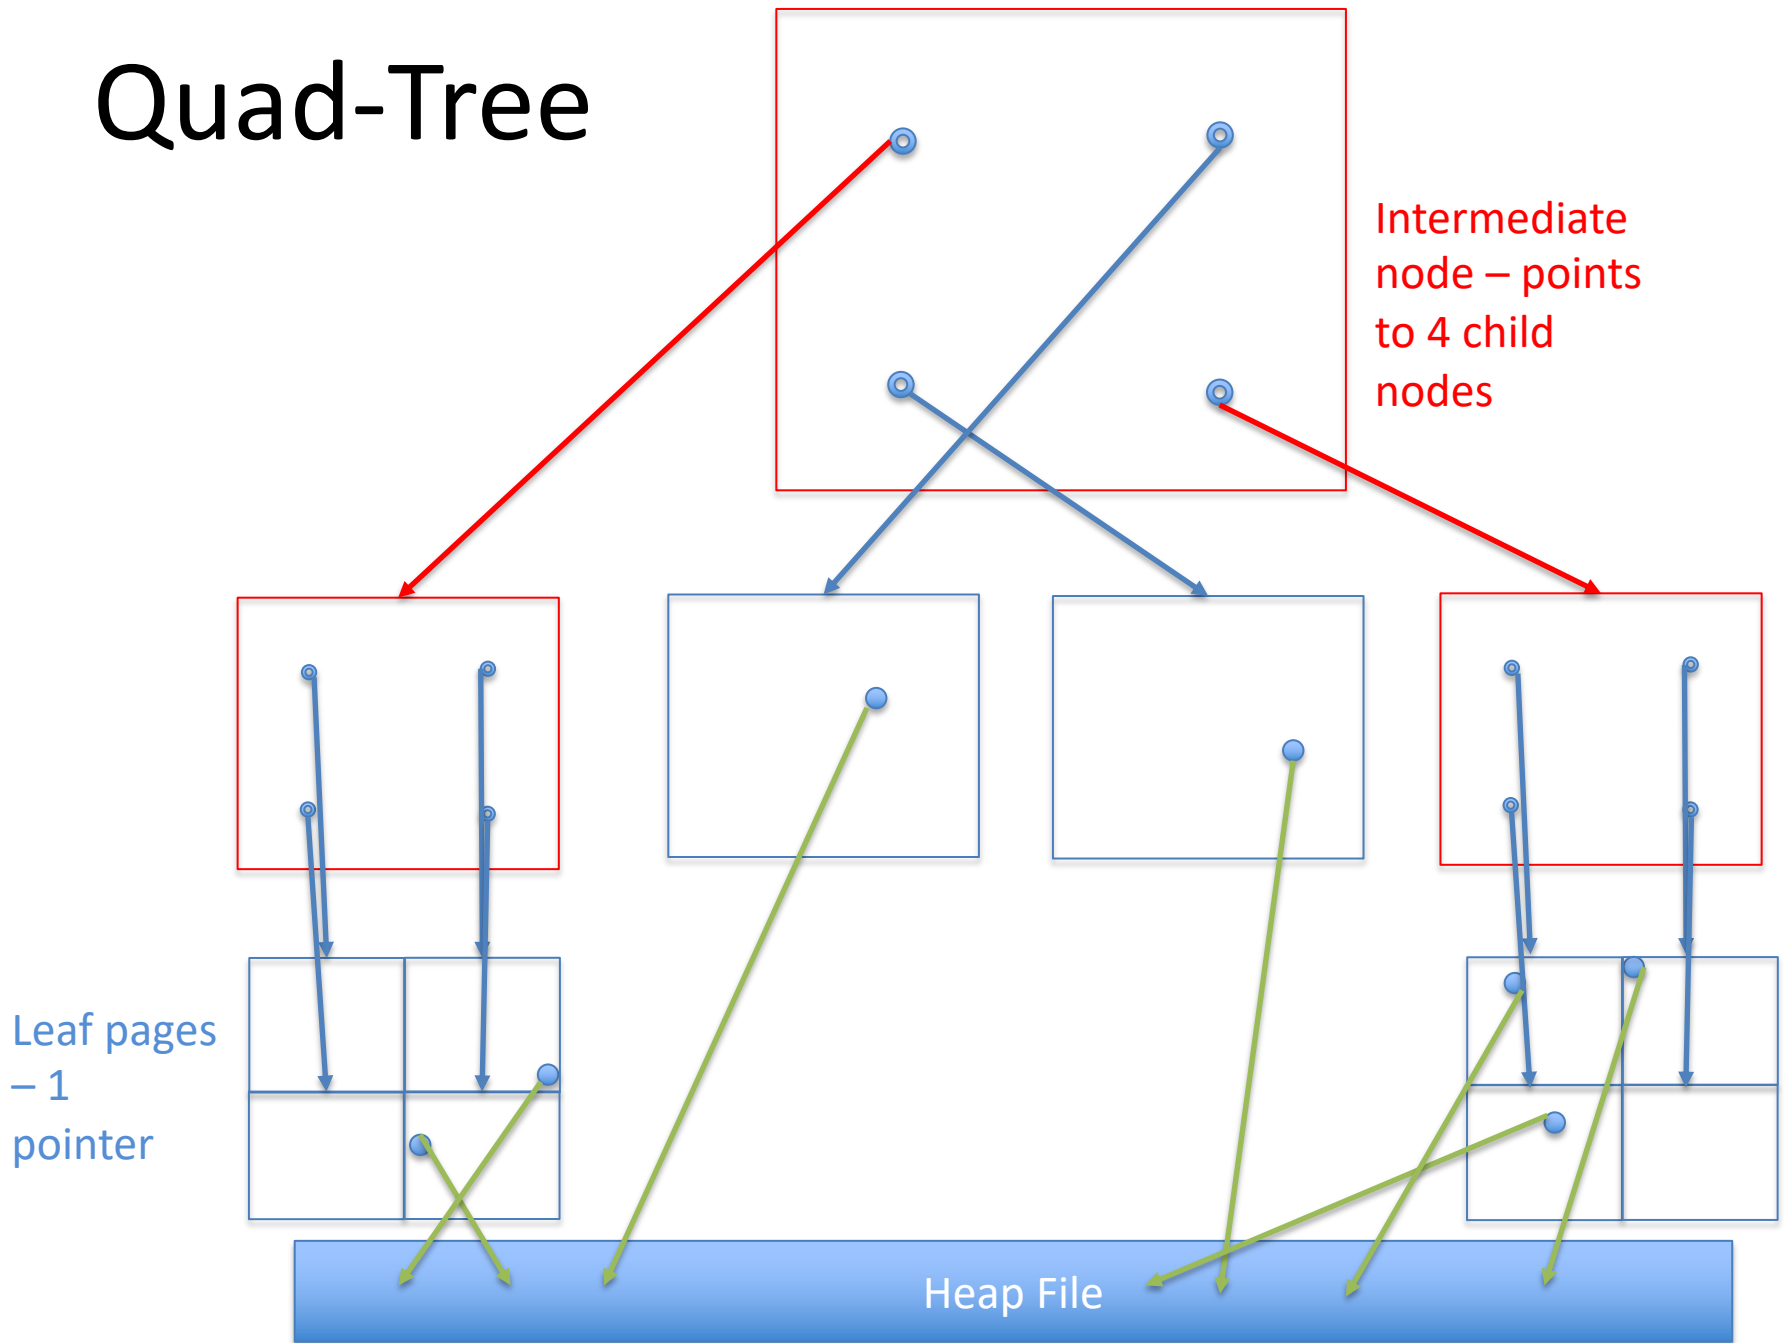 Quad-Tree
Intermediate
node – points
to 4 child
nodes
Leaf pages
– 1
pointer
Heap File